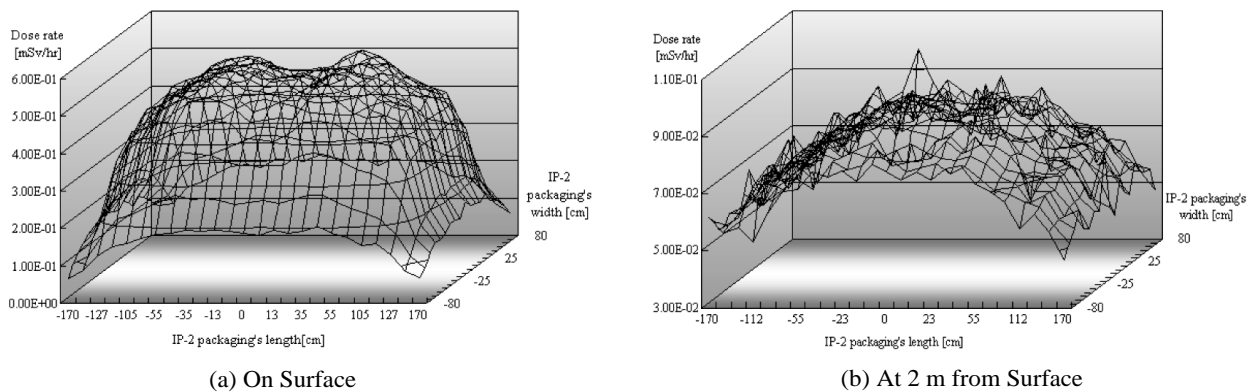 Dose rate
[mSv/hr]
6.00E-01
5.00E-01
4.00E-01
3.00E-01
2.00E-01
1.00E-01
0.00E+00
-170 -127 -105 -55 -33 -13 0 13 33 55 105 127 170
IP-2 packaging's length[cm]
-80
-25
25
80
IP-2
packaging's
width [cm]
(a) On Surface
Dose rate
[mSv/hr]
1.10E-01
9.00E-02
7.00E-02
5.00E-02
3.00E-02
-170 -112 -55 -23 0 23 55 112 170
IP-2 packaging's length [cm]
-80
-25
25
80
IP-2 packaging's
width [cm]
(b) At 2 m from Surface